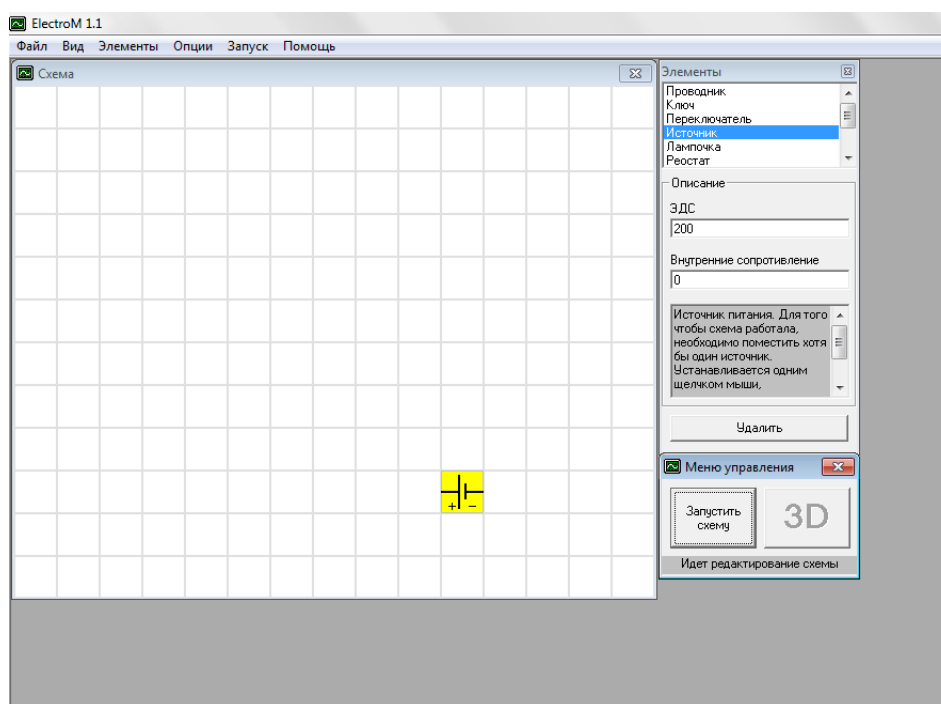 ElectroM 1.1
Файл Вид Элементы Опции Запуск Помощь
Схема
+ −
Элементы
Проводник
Ключ
Переключатель
Источник
Лампочка
Реостат
Описание
ЭДС
200
Внутренние сопротивление
0
Источник питания. Для того
чтобы схема работала,
необходимо поместить хотя
бы один источник.
Устанавливается одним
щелчком мыши,
Удалить
Меню управления
Запустить
схему
3D
Идет редактирование схемы